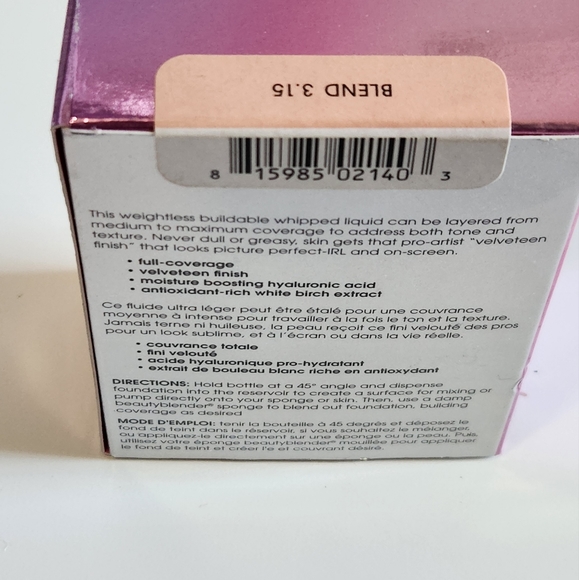 BLEND 3.15
8 15985 02140 3
This weightless buildable whipped liquid can be layered from
medium to maximum coverage to address both tone and
texture. Never dull or greasy, skin gets that pro-artist "velveteen
finish" that looks picture perfect-IRL and on-screen.
• full-coverage
• velveteen finish
• moisture boosting hyaluronic acid
• antioxidant-rich white birch extract
Ce fluide ultra léger peut être étalé pour une couvrance
moyenne à intense pour travailler à la fois le ton et la texture.
Jamais terne ni huileuse, la peau reçoit ce fini velouté des pros
pour un look sublime, et à l'écran ou dans la vie réelle.
• couvrance totale
• fini velouté
• acide hyaluronique pro-hydratant
• extrait de bouleau blanc riche en antioxydant
DIRECTIONS: Hold bottle at a 45° angle and dispense
foundation into the reservoir to create a surface for mixing or
pump directly onto your sponge or skin. Then, use a damp
beautyblender® sponge to blend out foundation, building
coverage as desired
MODE D'EMPLOI: tenir la bouteille à 45 degrés et déposez le
fond de teint dans le réservoir, si vous souhaitez le mélanger,
ou appliquez-le directement sur une éponge ou la peau. Puis,
utilisez votre éponge beautyblender® mouillée pour appliquer
le fond de teint et créer l'e et couvrant désiré.